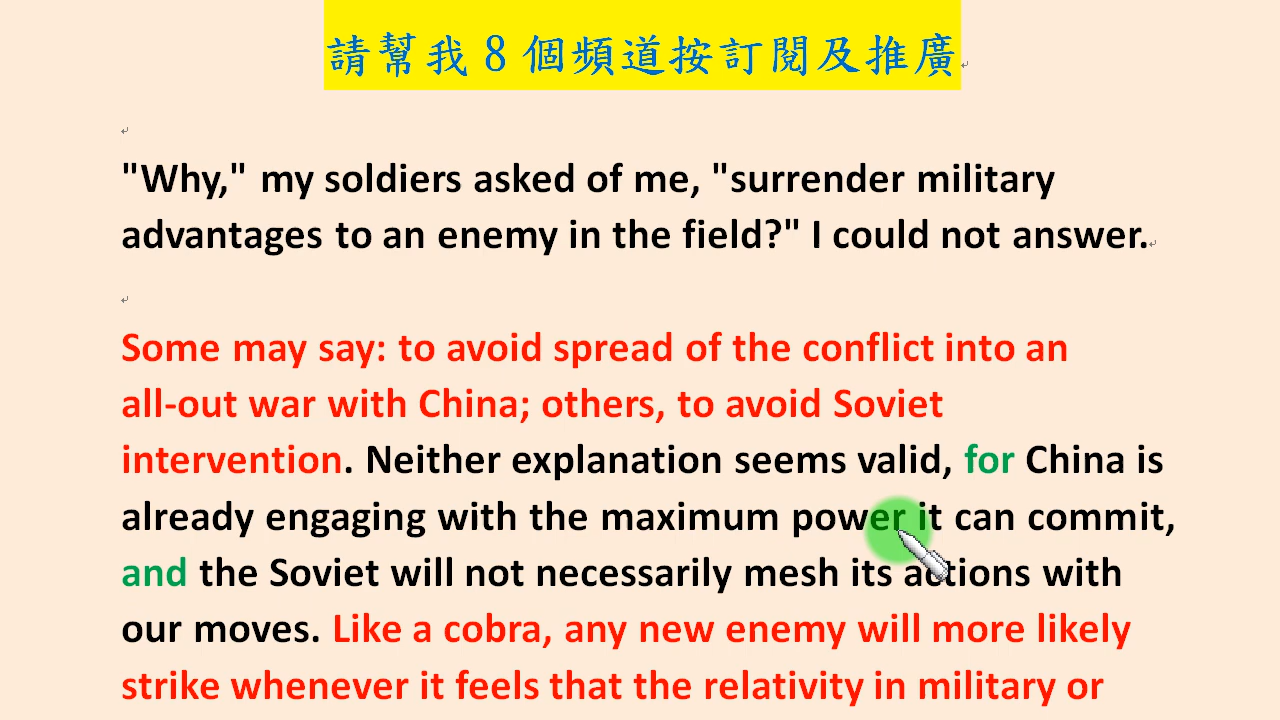 請幫我8個頻道按訂閱及推廣
"Why," my soldiers asked of me, "surrender military
advantages to an enemy in the field?" I could not answer.
Some may say: to avoid spread of the conflict into an
all-out war with China; others, to avoid Soviet
intervention. Neither explanation seems valid, for China is
already engaging with the maximum power it can commit,
and the Soviet will not necessarily mesh its actions with
our moves. Like a cobra, any new enemy will more likely
strike whenever it feels that the relativity in military or